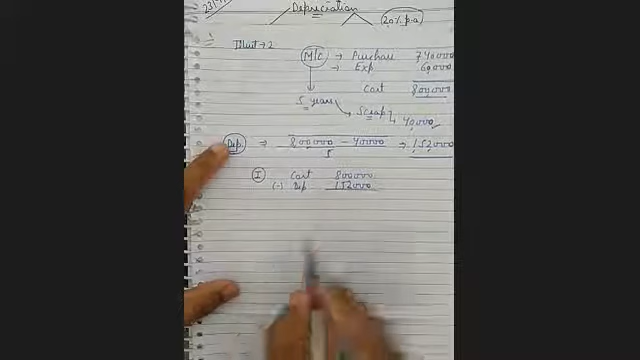 Depreciation
20% p.a
Illust → 2
M/C → Purchase 740000
→ Exp 60000
Cost 800000
5 years
Scrap
→ 40000
Dep. ⇒ 800000 - 40000 → 152000
5
I Cost 800000
(-) Dep 152000